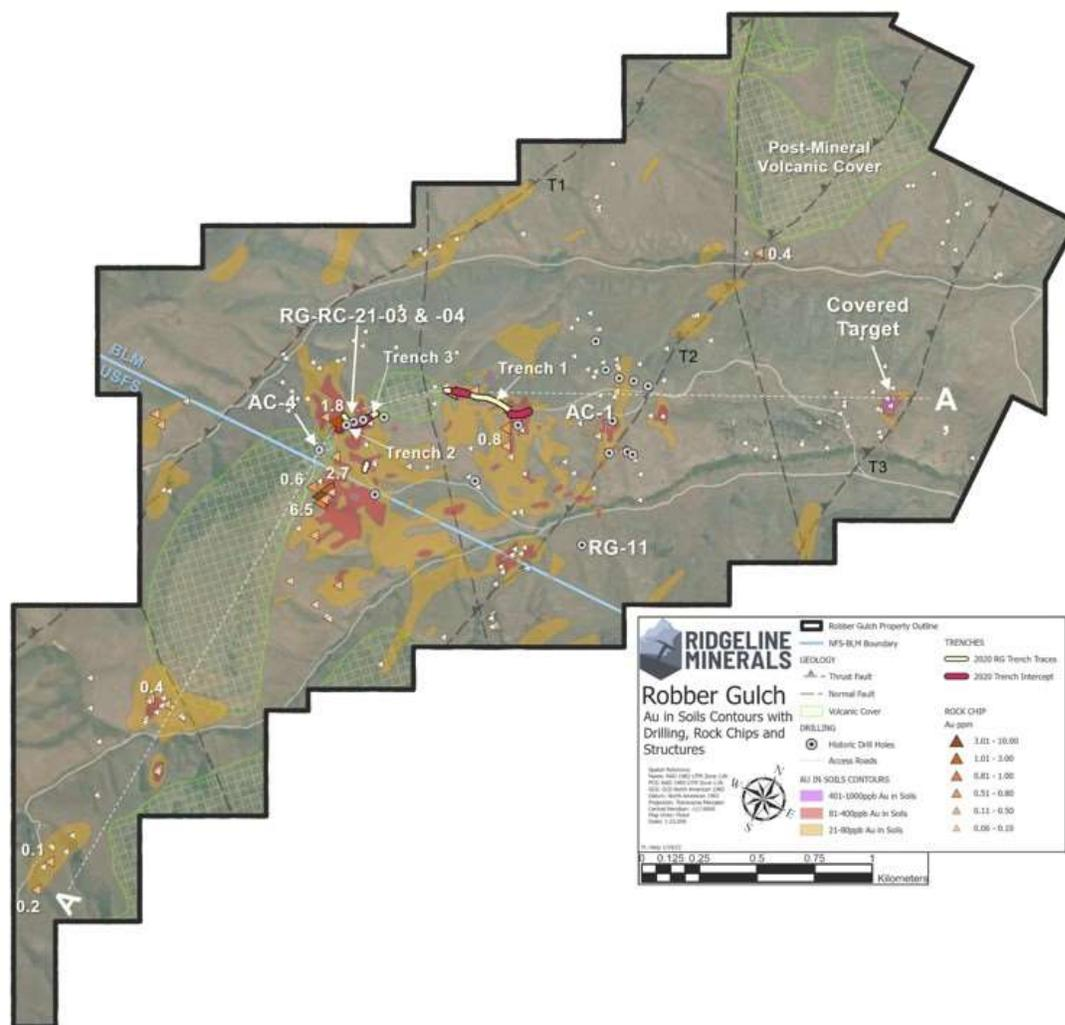 Post-Mineral
Volcanic Cover
T1
0.4
Covered
Target
RG-RC-21-03 & -04
Trench 3
Trench 1
T2
BLM
USFS
AC-4
1.8
AC-1
A'
0.8
Trench 2
T3
0.6
2.7
6.5
RG-11
0.4
0.1
0.2
A
RIDGELINE
MINERALS
Robber Gulch
Au in Soils Contours with
Drilling, Rock Chips and
Structures
N
W
E
S
Robber Gulch Property Outline
NFS-BLM Boundary
GEOLOGY
Thrust Fault
Normal Fault
Volcanic Cover
DRILLING
Historic Drill Holes
Access Roads
AU IN-SOILS CONTOURS
401-1000ppb Au in Soils
81-400ppb Au in Soils
21-80ppb Au in Soils
TRENCHES
2020 RG Trench Traces
2020 Trench Intercept
ROCK CHIP
Au ppm
3.01 - 10.00
1.01 - 3.00
0.81 - 1.00
0.51 - 0.80
0.11 - 0.50
0.06 - 0.10
0 0.125 0.25 0.5 0.75 1
Kilometers